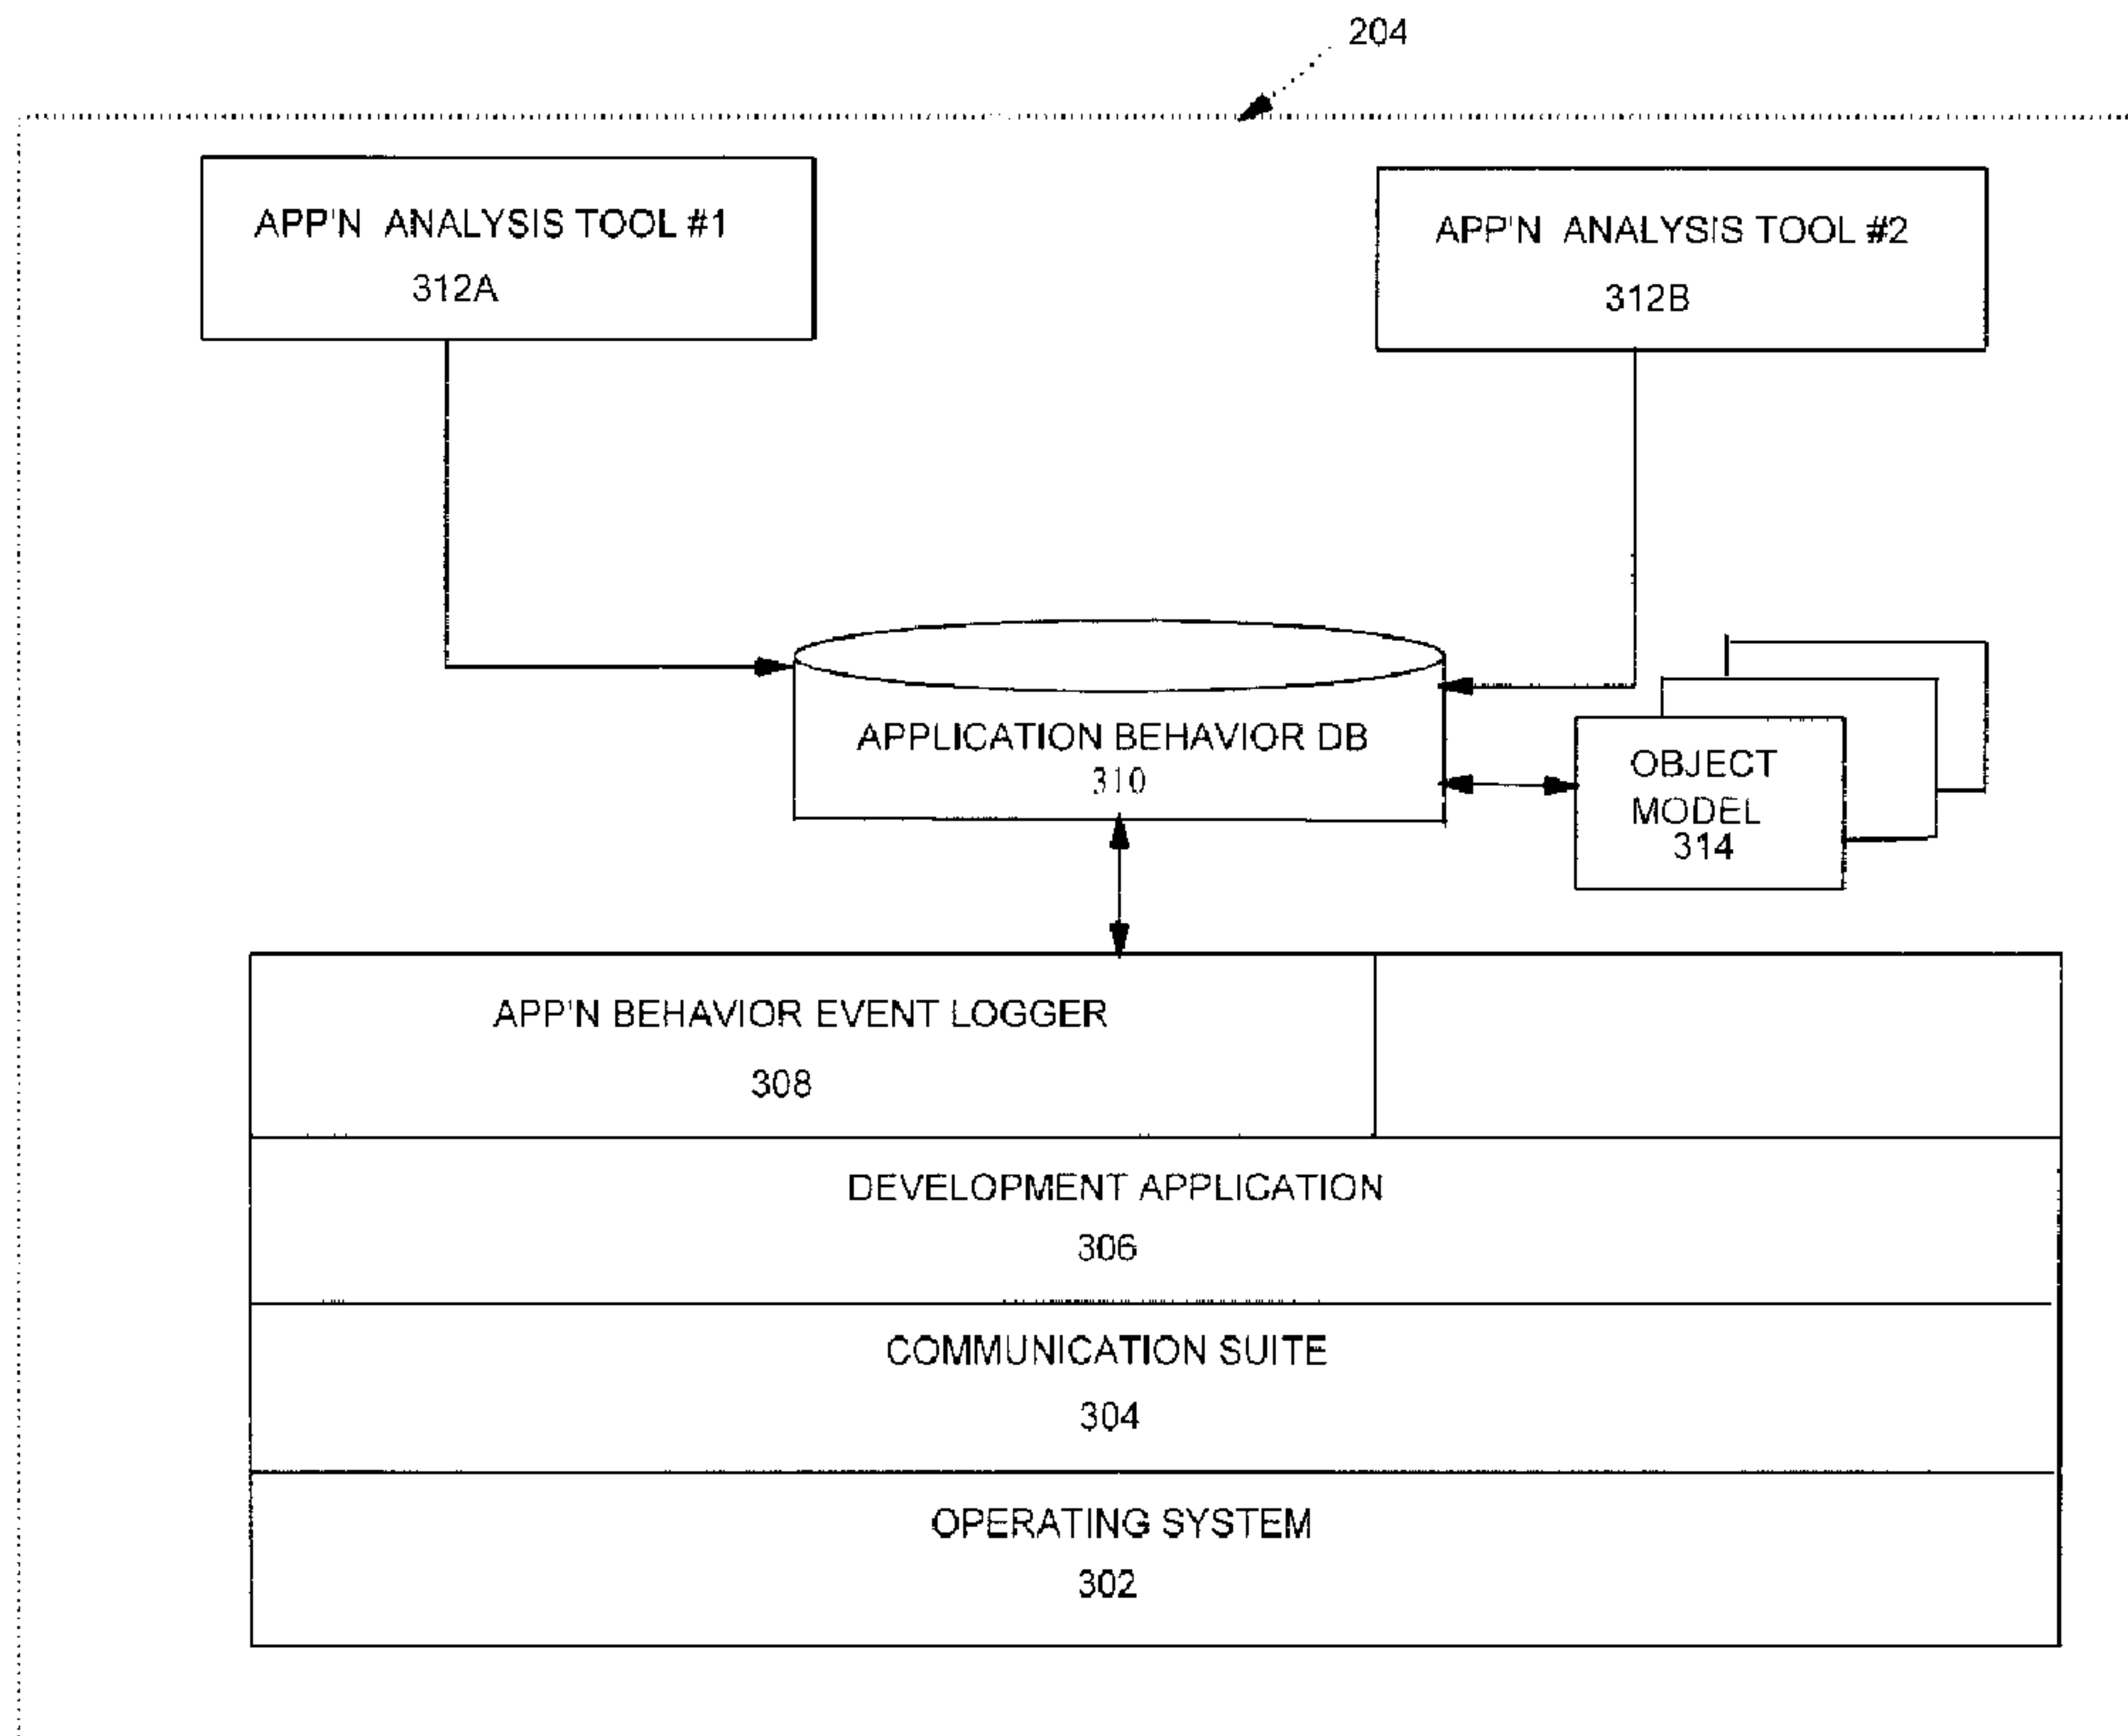 204
APP'N ANALYSIS TOOL #1
312A
APP'N ANALYSIS TOOL #2
312B
APPLICATION BEHAVIOR DB
310
OBJECT
MODEL
314
APP'N BEHAVIOR EVENT LOGGER
308
DEVELOPMENT APPLICATION
306
COMMUNICATION SUITE
304
OPERATING SYSTEM
302